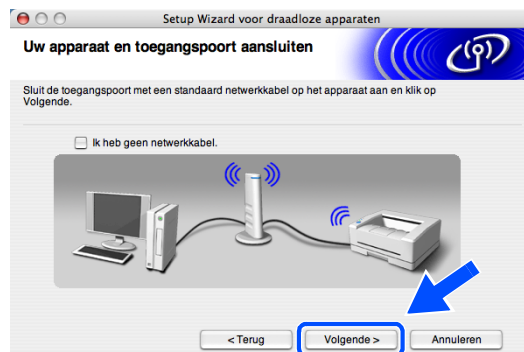 Setup Wizard voor draadloze apparaten
Uw apparaat en toegangspoort aansluiten
Sluit de toegangspoort met een standaard netwerkkabel op het apparaat aan en klik op
Volgende.
Ik heb geen netwerkkabel.
< Terug
Volgende >
Annuleren